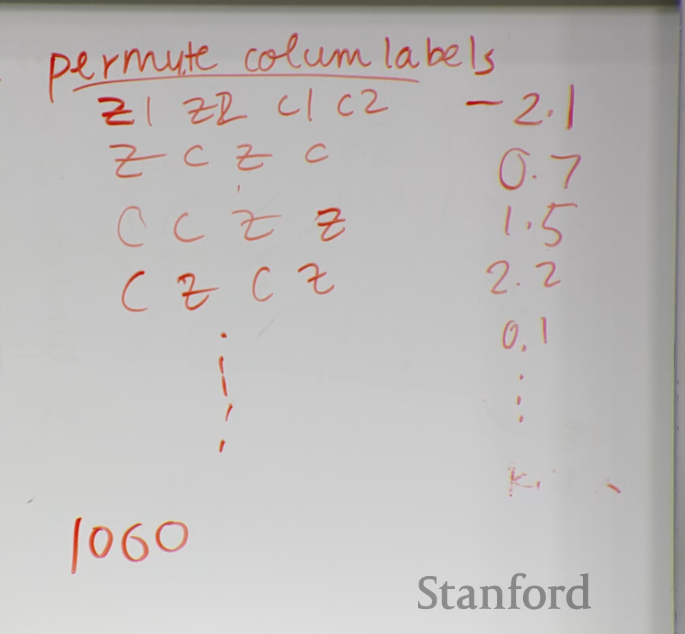 permute colum labels
Z1 Z2 C1 C2 -2.1
Z C Z C 0.7
C C Z Z 1.5
C Z C Z 2.2
0.1
1060
Stanford